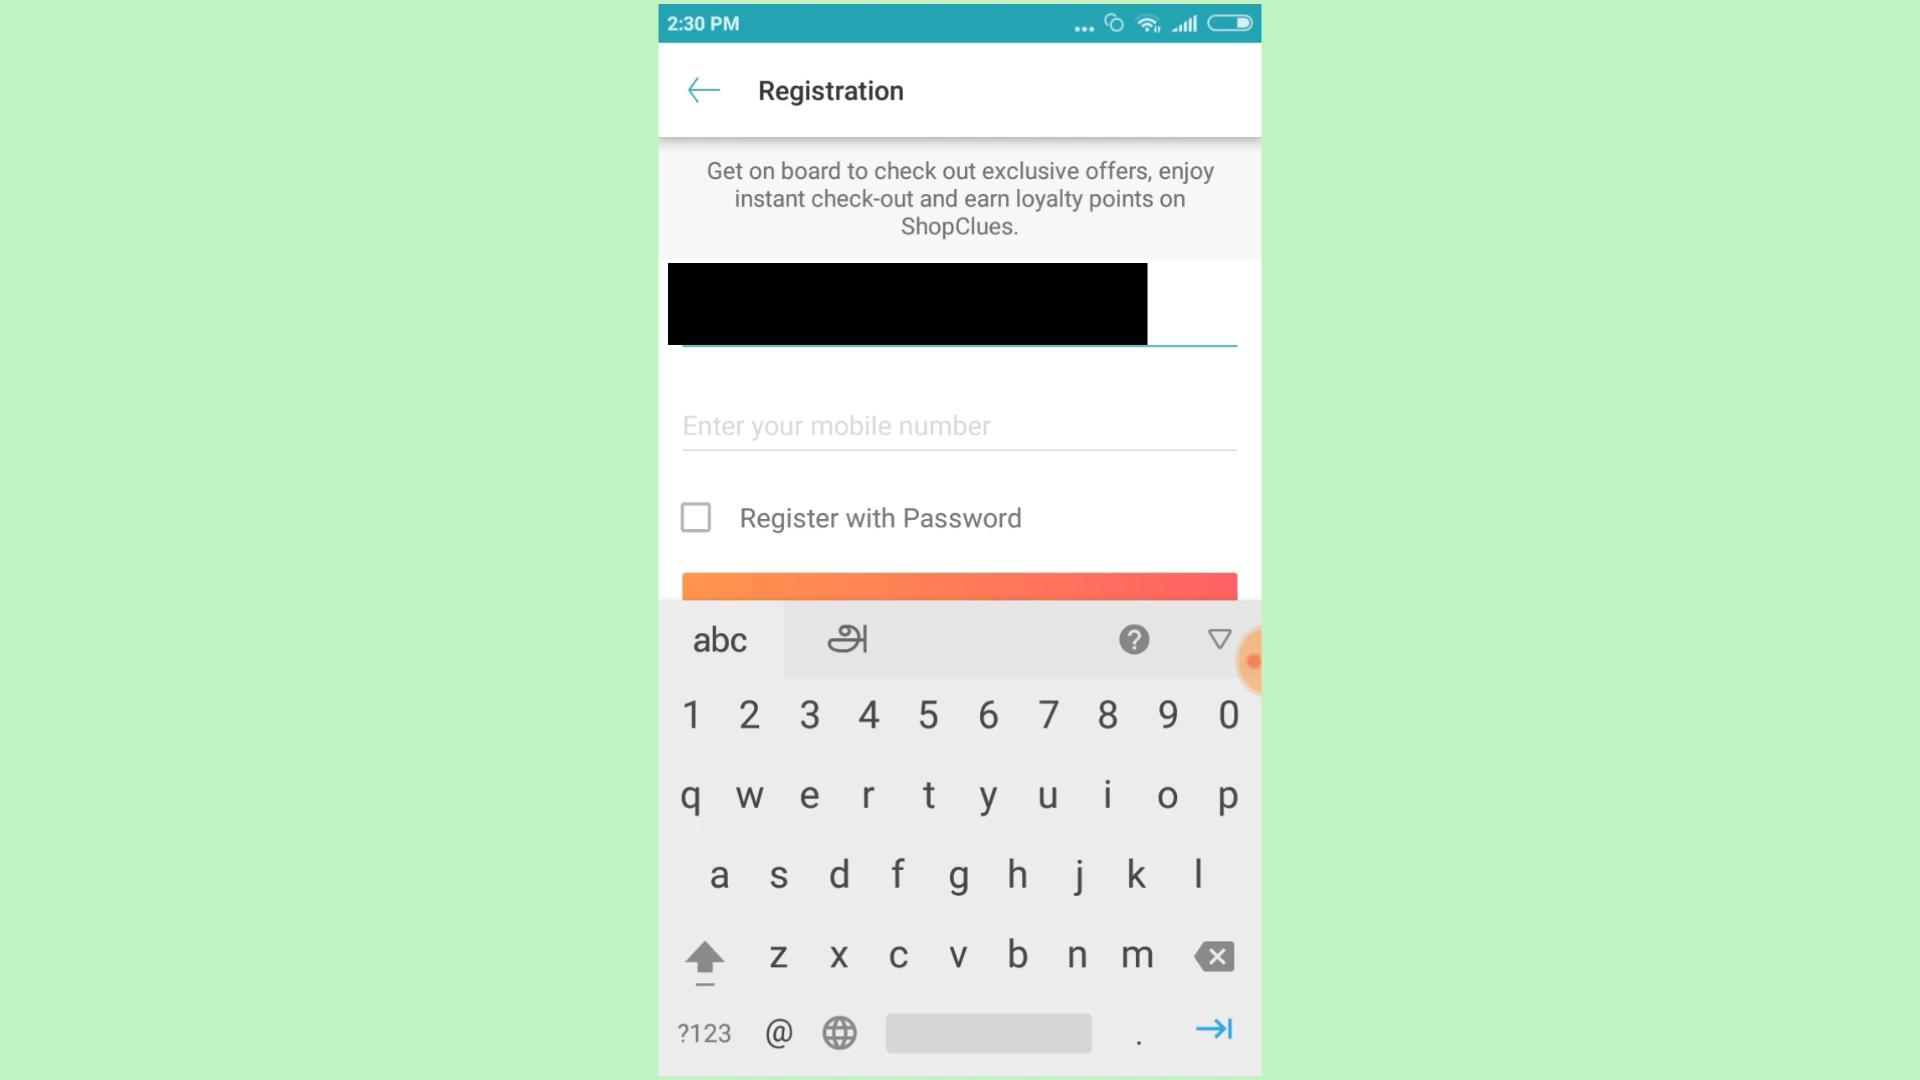 2:30 PM
Registration
Get on board to check out exclusive offers, enjoy
instant check-out and earn loyalty points on
ShopClues.
Enter your mobile number
Register with Password
abc அ ?
1 2 3 4 5 6 7 8 9 0
q w e r t y u i o p
a s d f g h j k l
z x c v b n m
?123 @ .